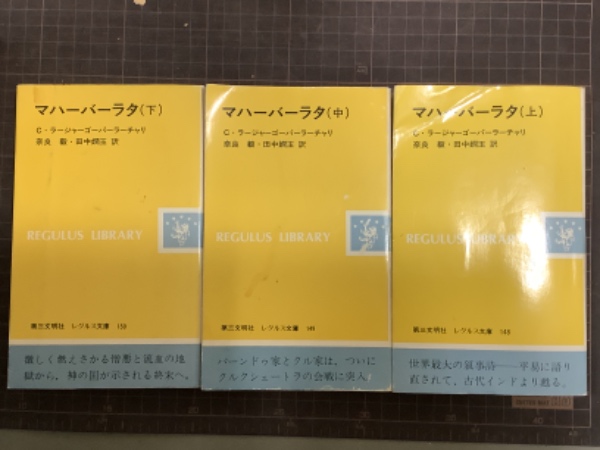 マハーバーラタ(下)
C・ラージャーゴーパーラーチャリ
奈良 毅・田中嫺玉 訳
REGULUS LIBRARY
第三文明社 レグルス文庫 150
激しく燃えさかる憎悪と流血の地
獄から、神の国が示される終末へ。
マハーバーラタ(中)
C・ラージャーゴーパーラーチャリ
奈良 毅・田中嫺玉 訳
REGULUS LIBRARY
第三文明社 レグルス文庫 149
パーンドゥ家とクル家は、ついに
クルクシェートラの会戦に突入!
マハーバーラタ(上)
C・ラージャーゴーパーラーチャリ
奈良 毅・田中嫺玉 訳
REGULUS LIBRARY
第三文明社 レグルス文庫 148
世界最大の叙事詩——平易に語り
直されて、古代インドより甦る。